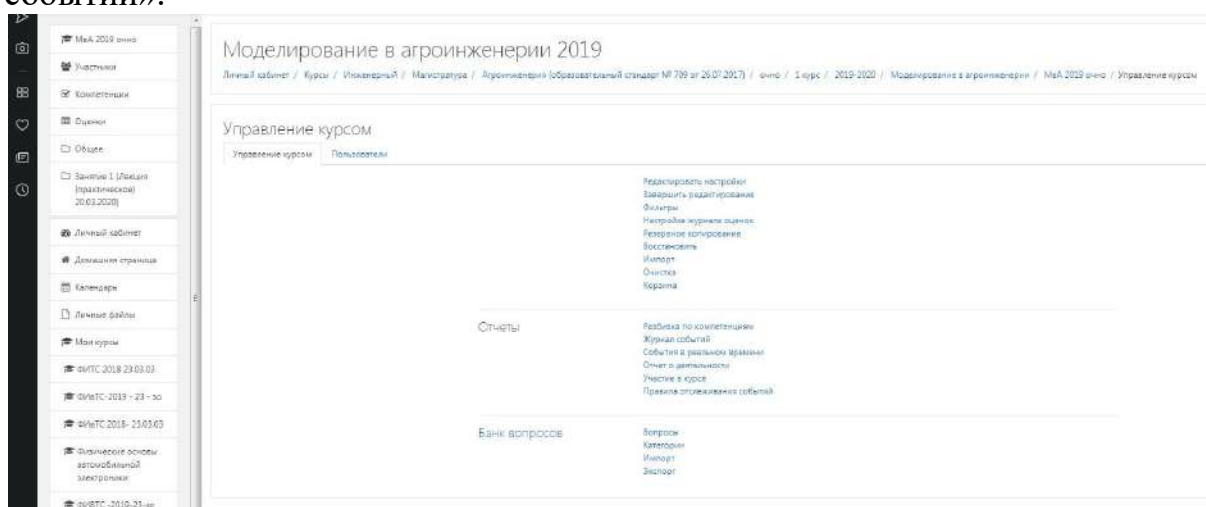 событий».
МвА 2019 очно
Участники
Компетенции
Оценки
Общее
Занятие 1 (Лекция
(практическое)
20.03.2020)
Личный кабинет
Домашняя страница
Календарь
Личные файлы
Мои курсы
ФИТС 2018 23.03.03
ФИвТС-2019 - 23 - зо
ФИвТС 2018- 23.03.03
Физические основы
автомобильной
электроники
Моделирование в агроинженерии 2019
Личный кабинет / Курсы / Инженерный / Магистратура / Агроинженерия (образовательный стандарт № 709 от 26.07.2017) / очно / 1 курс / 2019-2020 / Моделирование в агроинженерии / МвА 2019 очно / Управление курсом
Управление курсом
Управление курсом Пользователи
Редактировать настройки
Завершить редактирование
Фильтры
Настройка журнала оценок
Резервное копирование
Восстановить
Импорт
Очистка
Корзина
Отчеты
Разбивка по компетенциям
Журнал событий
События в реальном времени
Отчет о деятельности
Участие в курсе
Правила отслеживания событий
Банк вопросов
Вопросы
Категории
Импорт
Экспорт